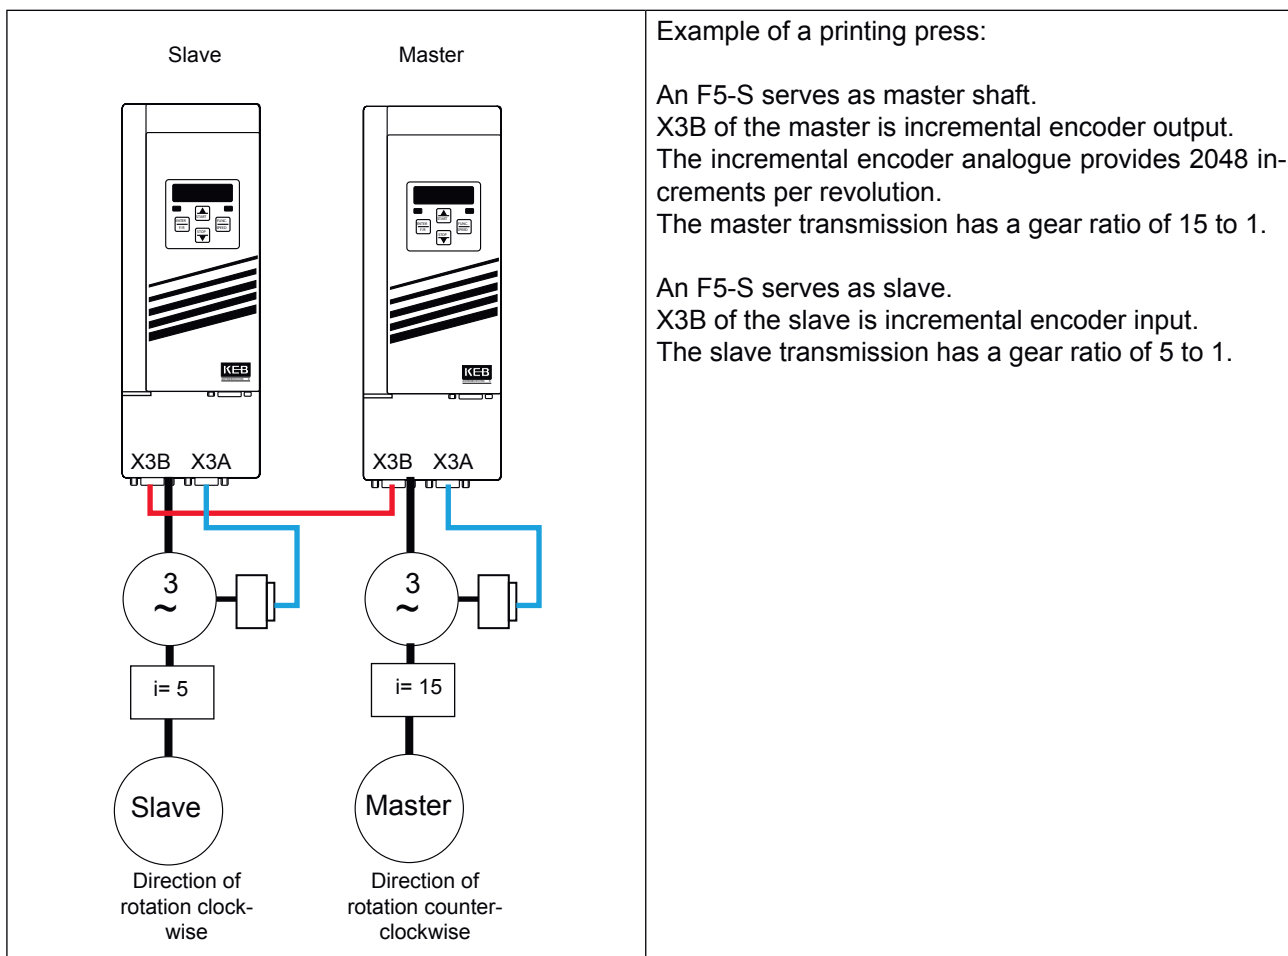 Slave
Master
START
STOP
START
STOP
KEB
KEB
X3B X3A
X3B X3A
3
~
3
~
i= 5
i= 15
Slave
Master
Direction of
rotation clock-
wise
Direction of
rotation counter-
clockwise
Example of a printing press:
An F5-S serves as master shaft.
X3B of the master is incremental encoder output.
The incremental encoder analogue provides 2048 in-
crements per revolution.
The master transmission has a gear ratio of 15 to 1.
An F5-S serves as slave.
X3B of the slave is incremental encoder input.
The slave transmission has a gear ratio of 5 to 1.